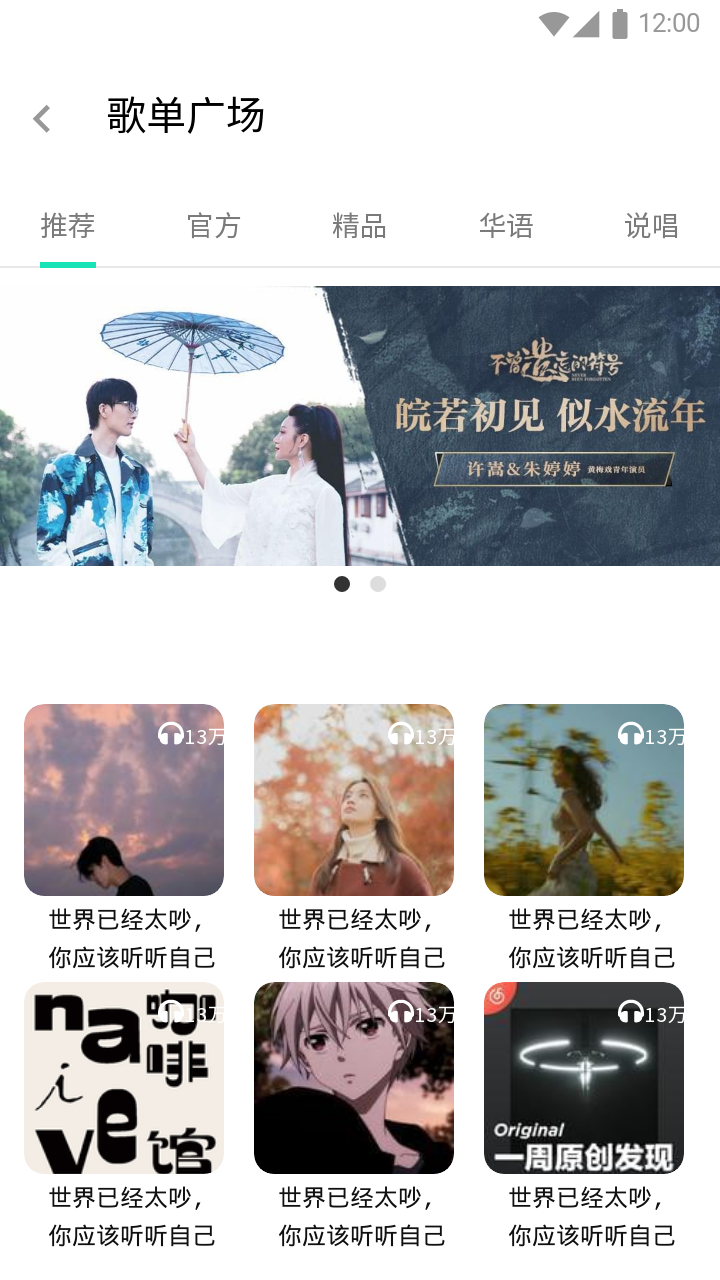 12:00
歌单广场
推荐 官方 精品 华语 说唱
不曾遗忘的符号
NEVER
BEEN FORGOTTEN
皖若初见 似水流年
许嵩&朱婷婷 黄梅戏青年演员
13万 13万 13万
世界已经太吵， 世界已经太吵， 世界已经太吵，
你应该听听自己 你应该听听自己 你应该听听自己
13万 13万 13万
naive 咖啡馆
Original
一周原创发现
世界已经太吵， 世界已经太吵， 世界已经太吵，
你应该听听自己 你应该听听自己 你应该听听自己